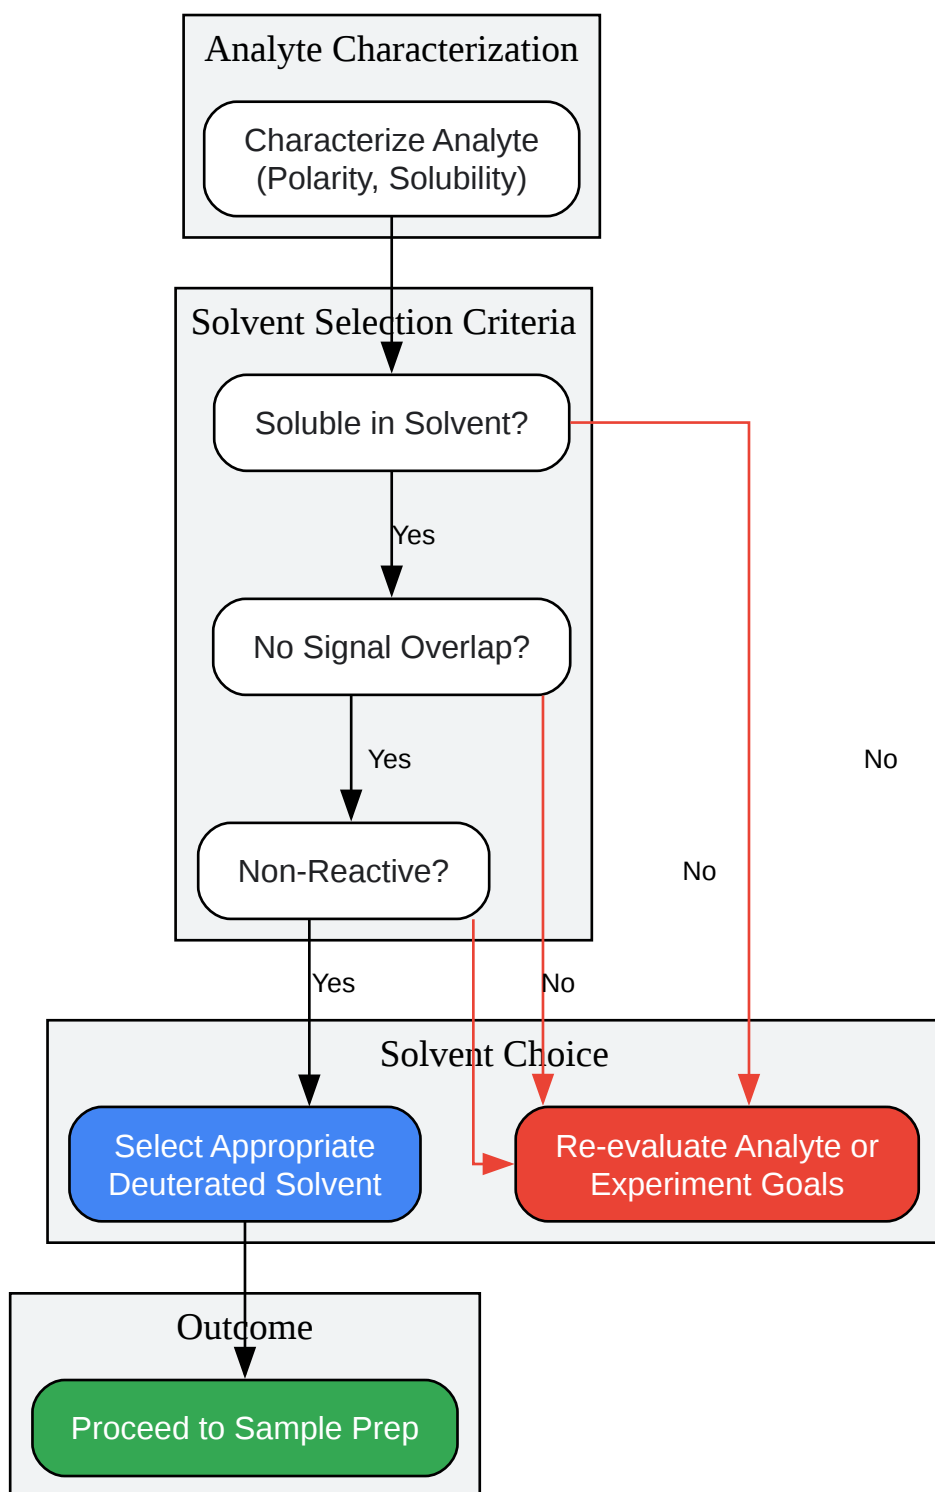 Analyte Characterization
Characterize Analyte
(Polarity, Solubility)
Solvent Selection Criteria
Soluble in Solvent?
Yes
No Signal Overlap?
Yes
No
Non-Reactive?
No
Yes
No
Solvent Choice
Select Appropriate
Deuterated Solvent
Re-evaluate Analyte or
Experiment Goals
Outcome
Proceed to Sample Prep